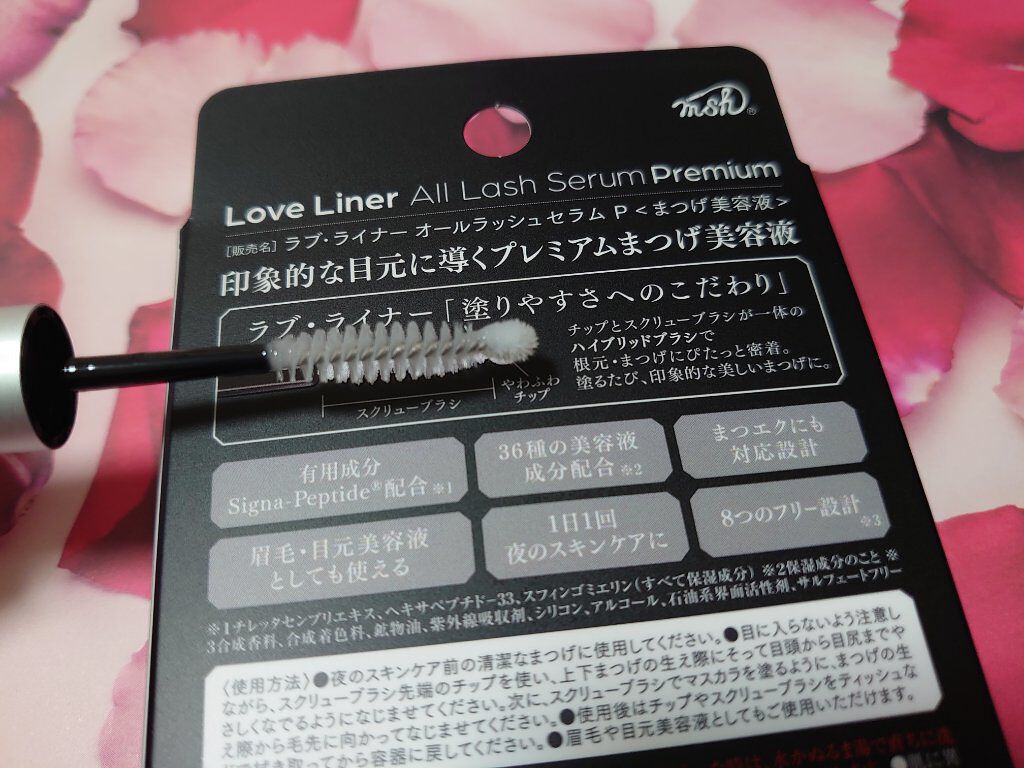 msh®
Love Liner All Lash Serum Premium
[販売名] ラブ・ライナー オールラッシュセラム P <まつげ美容液>
印象的な目元に導くプレミアムまつげ美容液
ラブ・ライナー「塗りやすさへのこだわり」
チップとスクリューブラシが一体の
ハイブリッドブラシで
根元・まつげにぴたっと密着。
塗るたび、印象的な美しいまつげに。
やわふわ
チップ
スクリューブラシ
有用成分
Signa-Peptide®配合※1
36種の美容液
成分配合※2
まつエクにも
対応設計
眉毛・目元美容液
としても使える
1日1回
夜のスキンケアに
8つのフリー設計
※3
※1チレッタセンブリエキス、ヘキサペプチド-33、スフィンゴミエリン(すべて保湿成分) ※2保湿成分のこと ※
3合成香料、合成着色料、鉱物油、紫外線吸収剤、シリコン、アルコール、石油系界面活性剤、サルフェートフリー
〈使用方法〉●夜のスキンケア前の清潔なまつげに使用してください。●目に入らないよう注意し
ながら、スクリューブラシ先端のチップを使い、上下まつげの生え際にそって目頭から目尻までや
さしくなでるようになじませてください。次に、スクリューブラシでマスカラを塗るように、まつげの生
え際から毛先に向かってなじませてください。●使用後はチップやスクリューブラシをティッシュな
どで拭き取ってから容器に戻してください。●眉毛や目元美容液としてもご使用いただけます。
時は、水かぬるま湯で直ちに洗